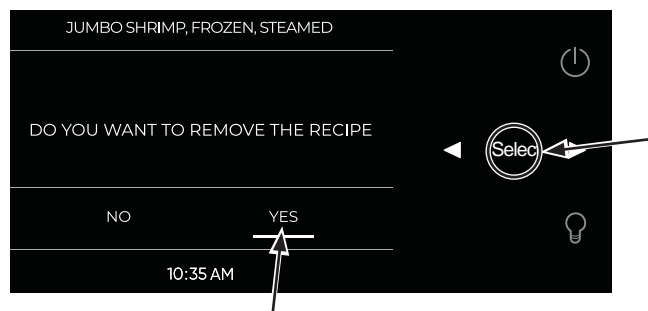 JUMBO SHRIMP, FROZEN, STEAMED
DO YOU WANT TO REMOVE THE RECIPE
Selec
NO YES
10:35 AM